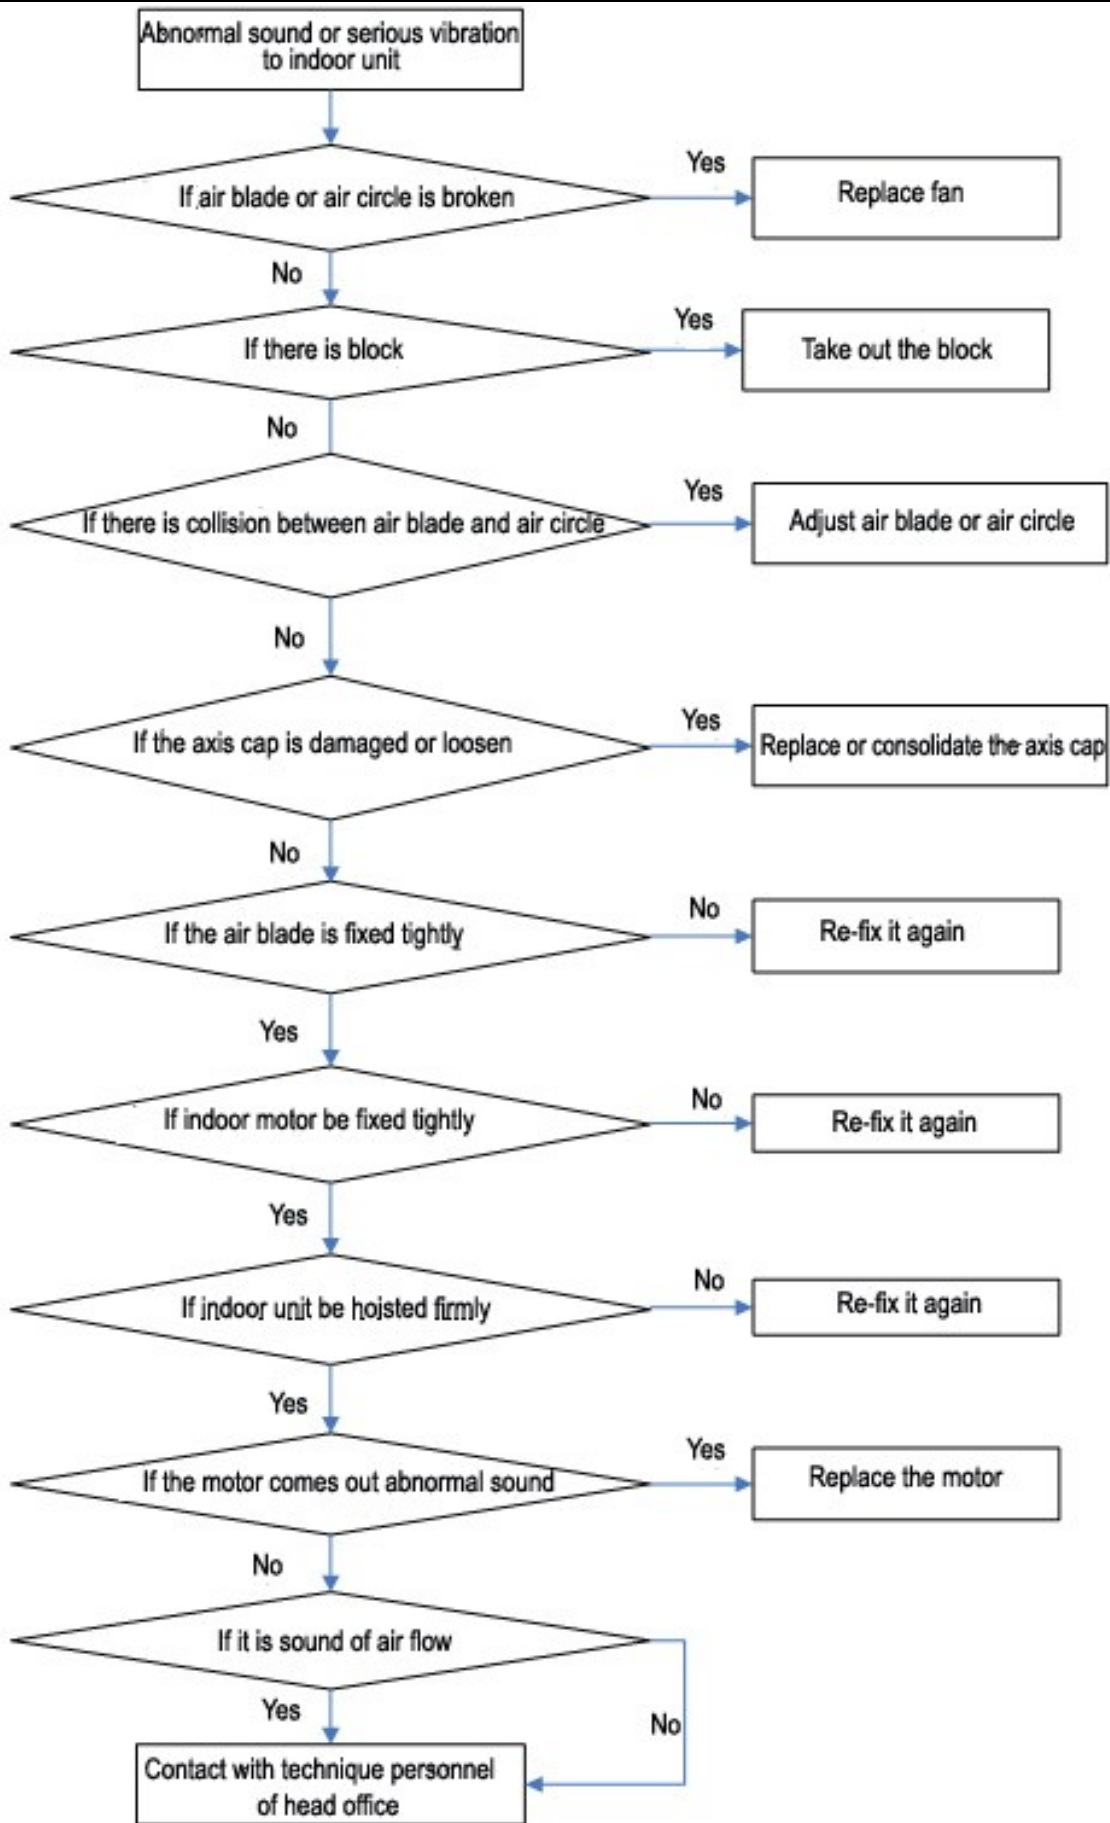 Abnormal sound or serious vibration
to indoor unit
If air blade or air circle is broken
Yes
Replace fan
No
If there is block
Yes
Take out the block
No
If there is collision between air blade and air circle
Yes
Adjust air blade or air circle
No
If the axis cap is damaged or loosen
Yes
Replace or consolidate the axis cap
No
If the air blade is fixed tightly
No
Re-fix it again
Yes
If indoor motor be fixed tightly
No
Re-fix it again
Yes
If indoor unit be hoisted firmly
No
Re-fix it again
Yes
If the motor comes out abnormal sound
Yes
Replace the motor
No
If it is sound of air flow
Yes
No
Contact with technique personnel
of head office